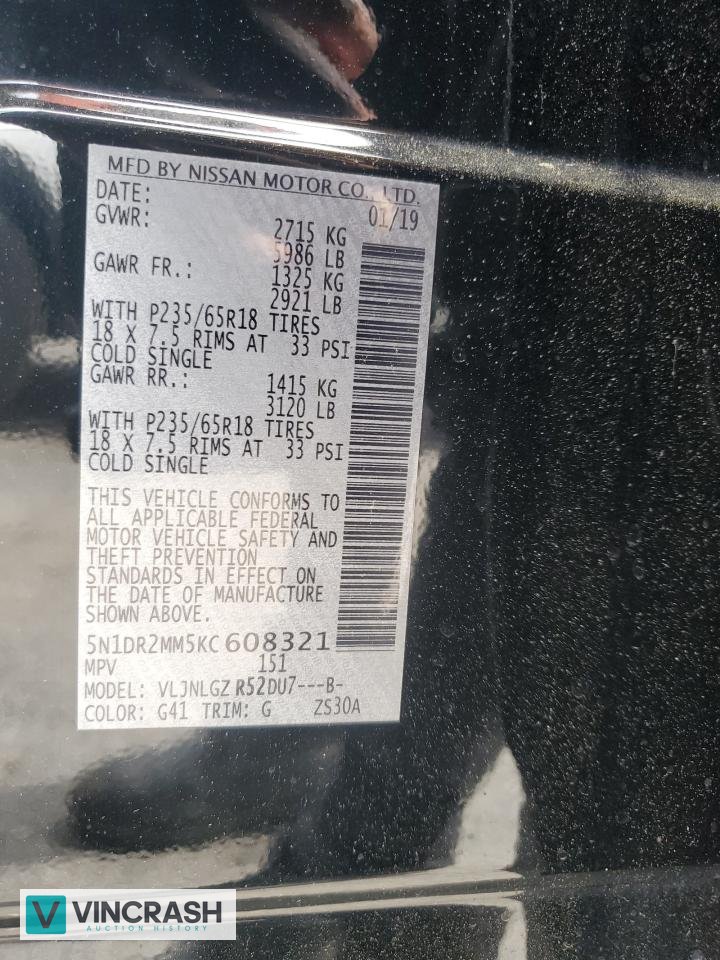 MFD BY NISSAN MOTOR CO., LTD.
DATE: 01/19
GVWR: 2715 KG
5986 LB
GAWR FR.: 1325 KG
2921 LB
WITH P235/65R18 TIRES
18 X 7.5 RIMS AT 33 PSI
COLD SINGLE
GAWR RR.: 1415 KG
3120 LB
WITH P235/65R18 TIRES
18 X 7.5 RIMS AT 33 PSI
COLD SINGLE
THIS VEHICLE CONFORMS TO
ALL APPLICABLE FEDERAL
MOTOR VEHICLE SAFETY AND
THEFT PREVENTION
STANDARDS IN EFFECT ON
THE DATE OF MANUFACTURE
SHOWN ABOVE.
5N1DR2MM5KC608321
MPV 151
MODEL: VLJNLGZ R52DU7---B-
COLOR: G41 TRIM: G ZS30A
V VINCRASH
AUCTION HISTORY